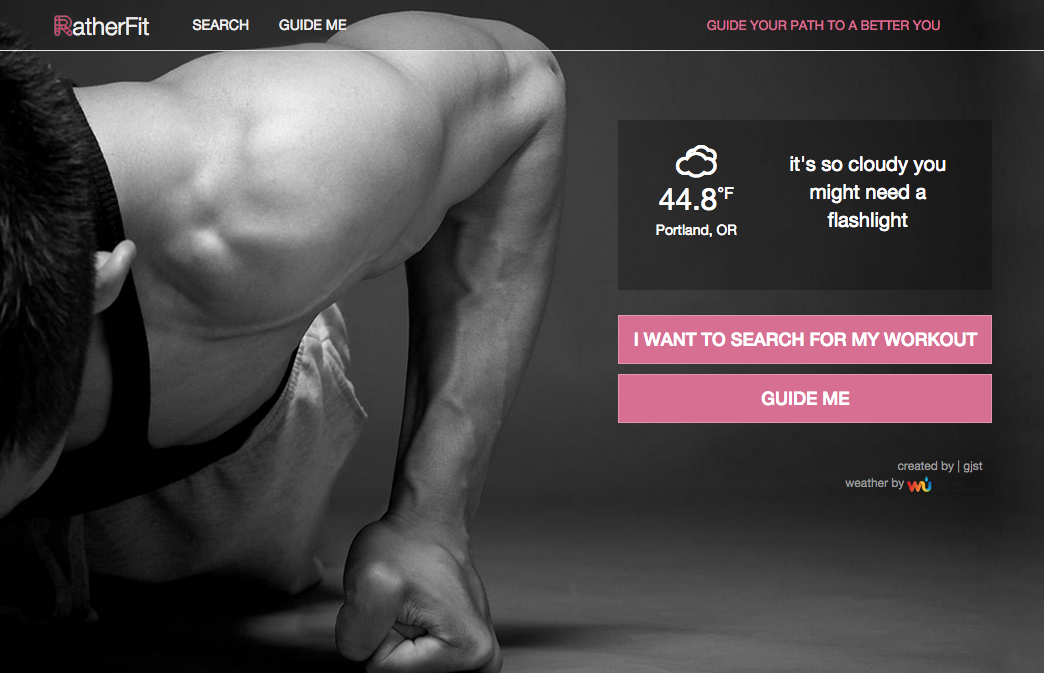 RatherFit SEARCH GUIDE ME GUIDE YOUR PATH TO A BETTER YOU
44.8°F
Portland, OR
it's so cloudy you
might need a
flashlight
I WANT TO SEARCH FOR MY WORKOUT
GUIDE ME
created by | gjst
weather by wu